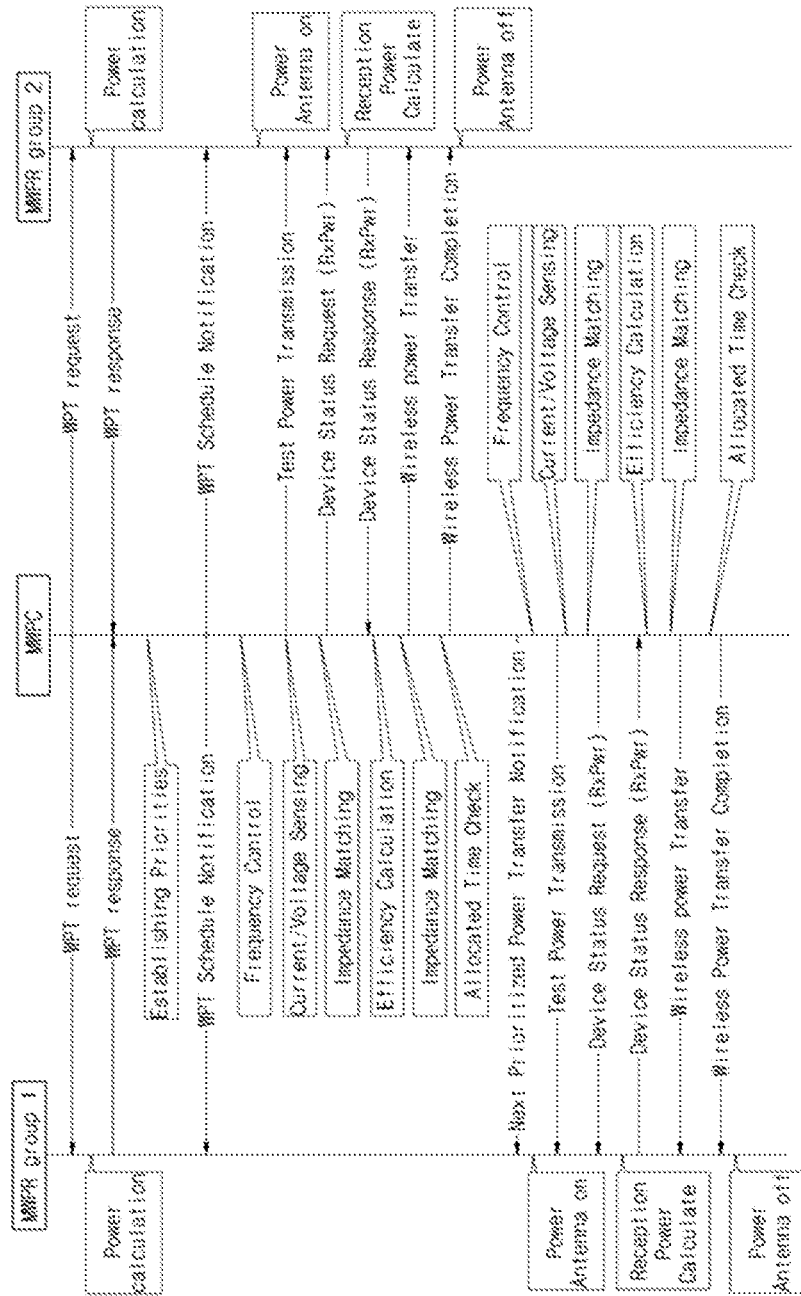 MWPR group 1
MWPC
MWPR group 2
WPT request
WPT request
Power
calculation
Power
calculation
WPT response
WPT response
Establishing Priorities
WPT Schedule Notification
WPT Schedule Notification
Frequency Control
Power
Antenna on
Current/Voltage Sensing
Test Power Transmission
Impedance Matching
Device Status Request (RxPwr)
Reception
Power
Calculate
Efficiency Calculation
Device Status Response (RxPwr)
Impedance Matching
Wireless power Transfer
Allocated Time Check
Wireless Power Transfer Completion
Power
Antenna off
Next Prioritized Power Transfer Notification
Power
Antenna on
Frequency Control
Test Power Transmission
Current/Voltage Sensing
Device Status Request (RxPwr)
Impedance Matching
Reception
Power
Calculate
Device Status Response (RxPwr)
Efficiency Calculation
Wireless power Transfer
Impedance Matching
Wireless Power Transfer Completion
Allocated Time Check
Power
Antenna off